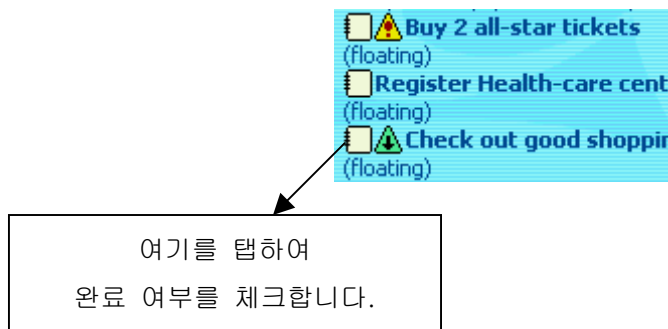 Buy 2 all-star tickets
(floating)
Register Health-care cent
(floating)
Check out good shoppin
(floating)
여기를 탭하여
완료 여부를 체크합니다.